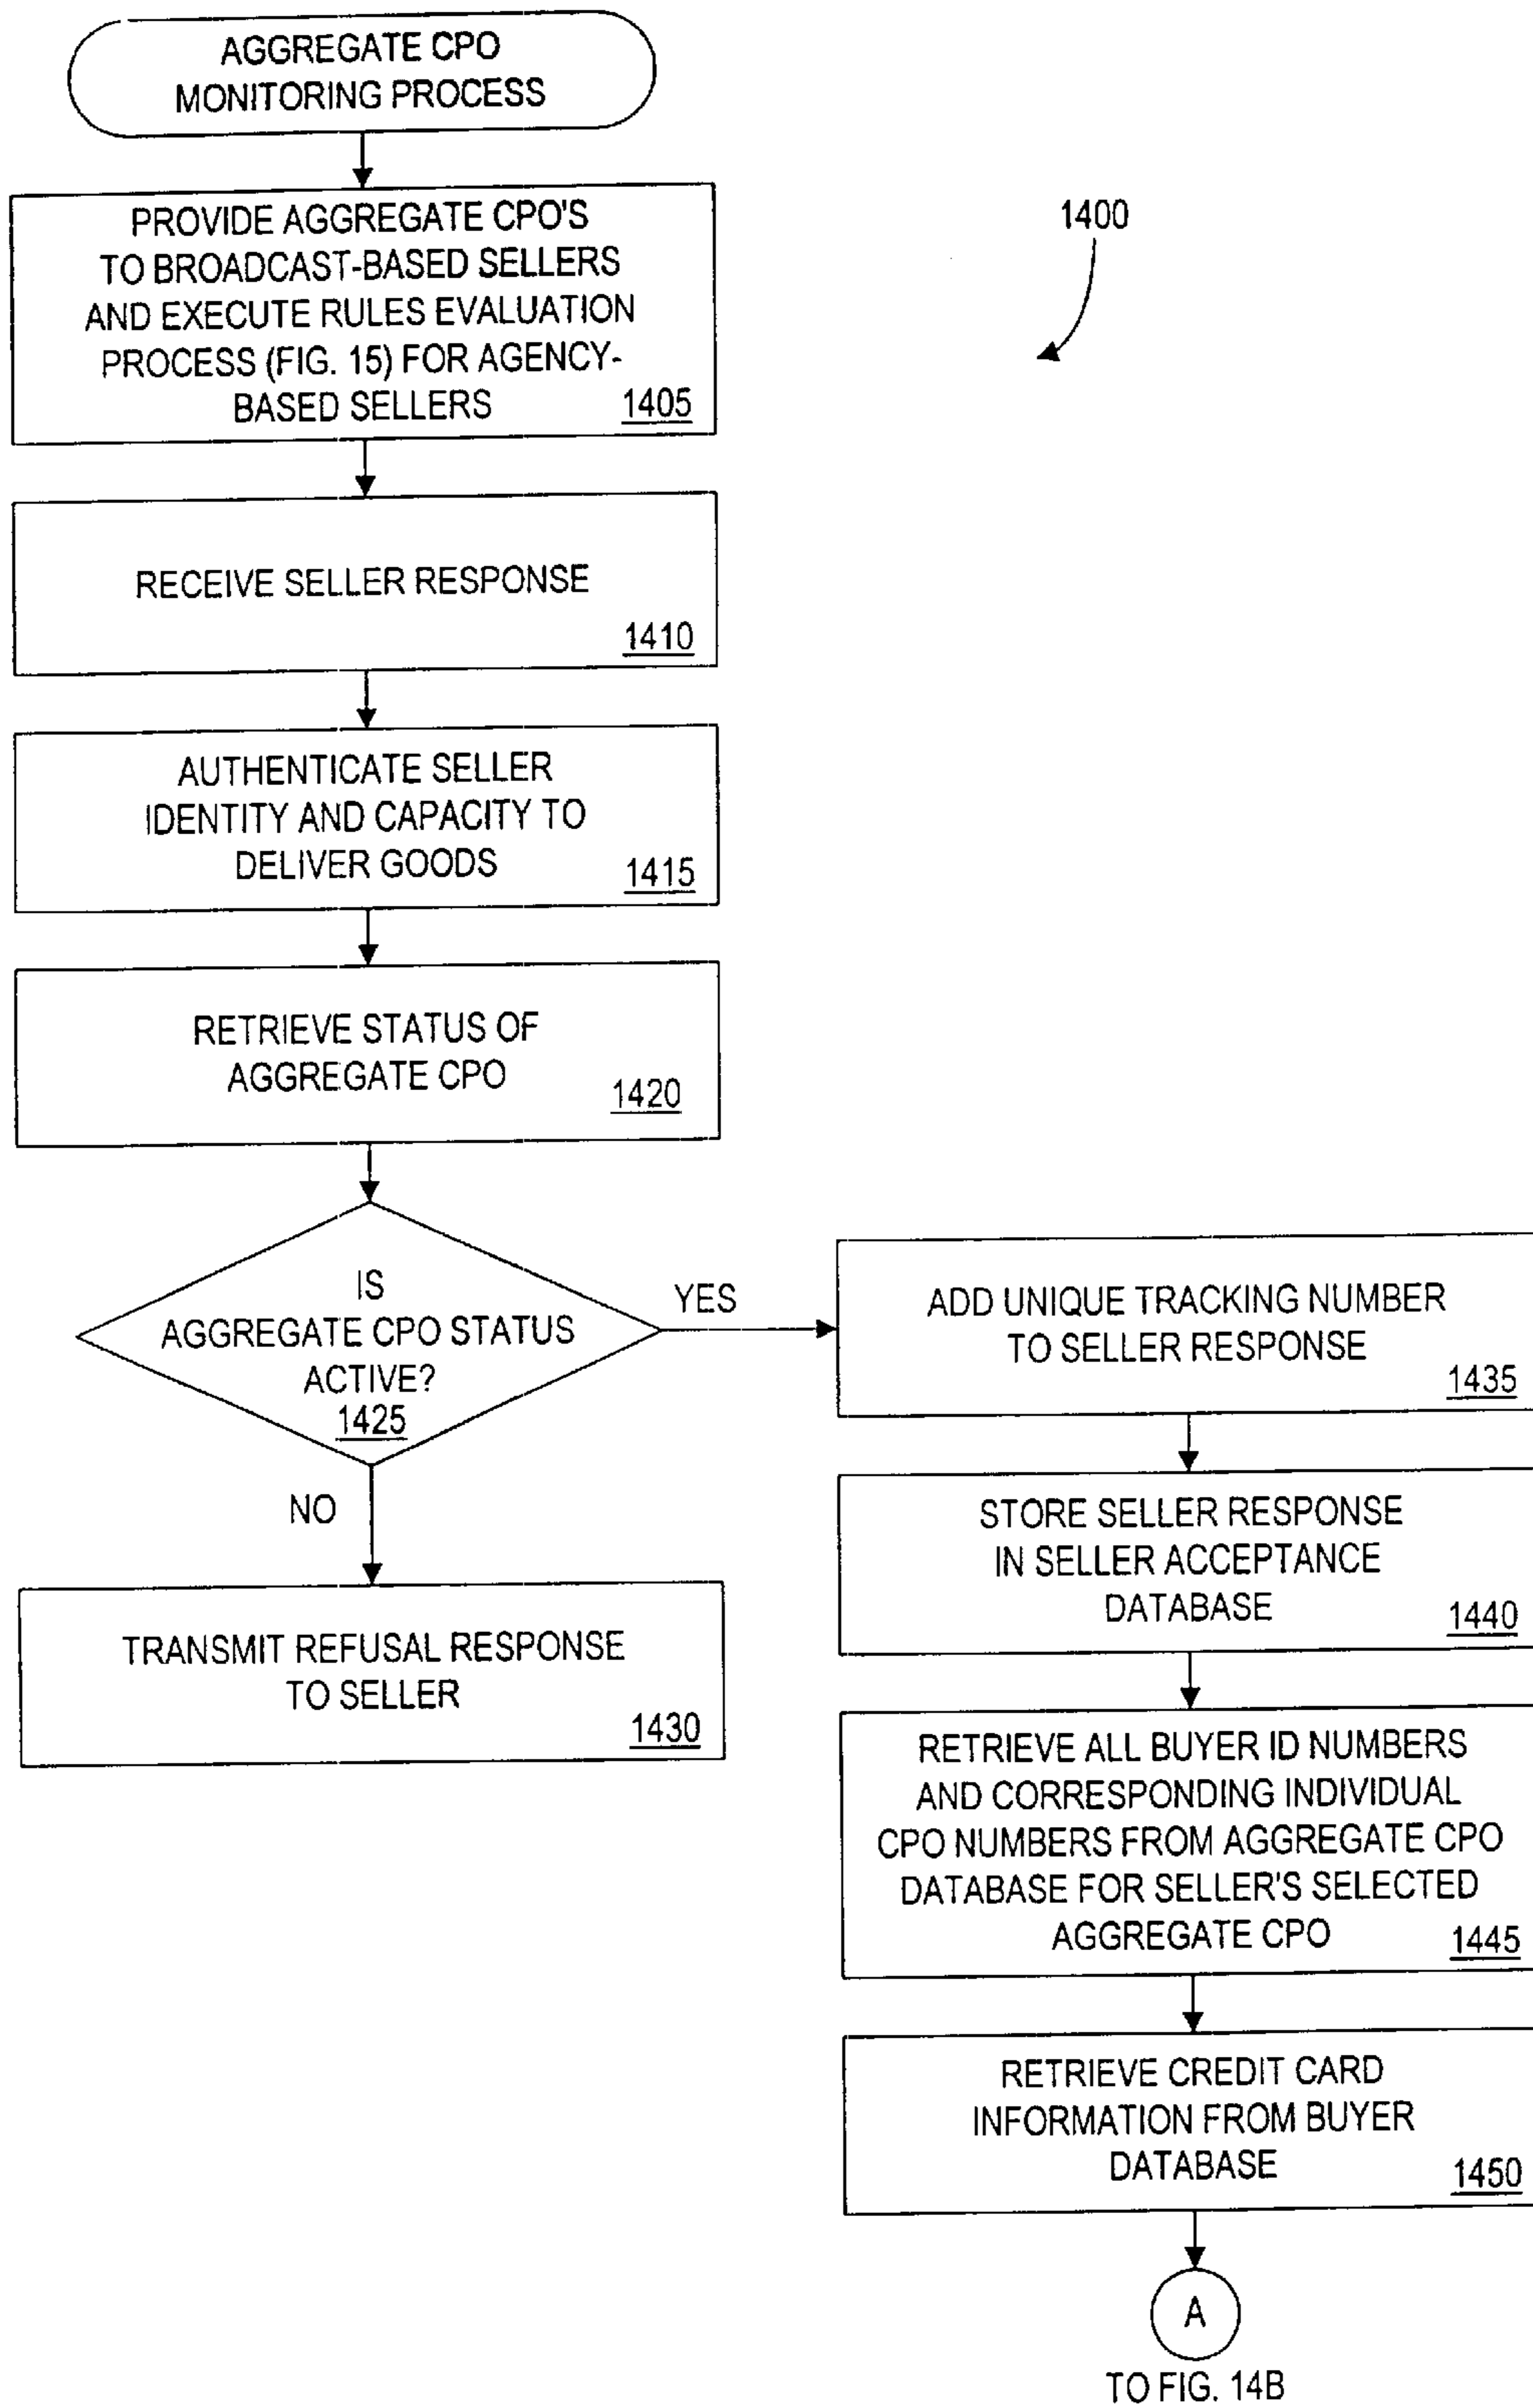 AGGREGATE CPO
MONITORING PROCESS
PROVIDE AGGREGATE CPO'S
TO BROADCAST-BASED SELLERS
AND EXECUTE RULES EVALUATION
PROCESS (FIG. 15) FOR AGENCY-
BASED SELLERS
1405
1400
RECEIVE SELLER RESPONSE
1410
AUTHENTICATE SELLER
IDENTITY AND CAPACITY TO
DELIVER GOODS
1415
RETRIEVE STATUS OF
AGGREGATE CPO
1420
IS
AGGREGATE CPO STATUS
ACTIVE?
1425
YES
NO
TRANSMIT REFUSAL RESPONSE
TO SELLER
1430
ADD UNIQUE TRACKING NUMBER
TO SELLER RESPONSE
1435
STORE SELLER RESPONSE
IN SELLER ACCEPTANCE
DATABASE
1440
RETRIEVE ALL BUYER ID NUMBERS
AND CORRESPONDING INDIVIDUAL
CPO NUMBERS FROM AGGREGATE CPO
DATABASE FOR SELLER'S SELECTED
AGGREGATE CPO
1445
RETRIEVE CREDIT CARD
INFORMATION FROM BUYER
DATABASE
1450
A
TO FIG. 14B